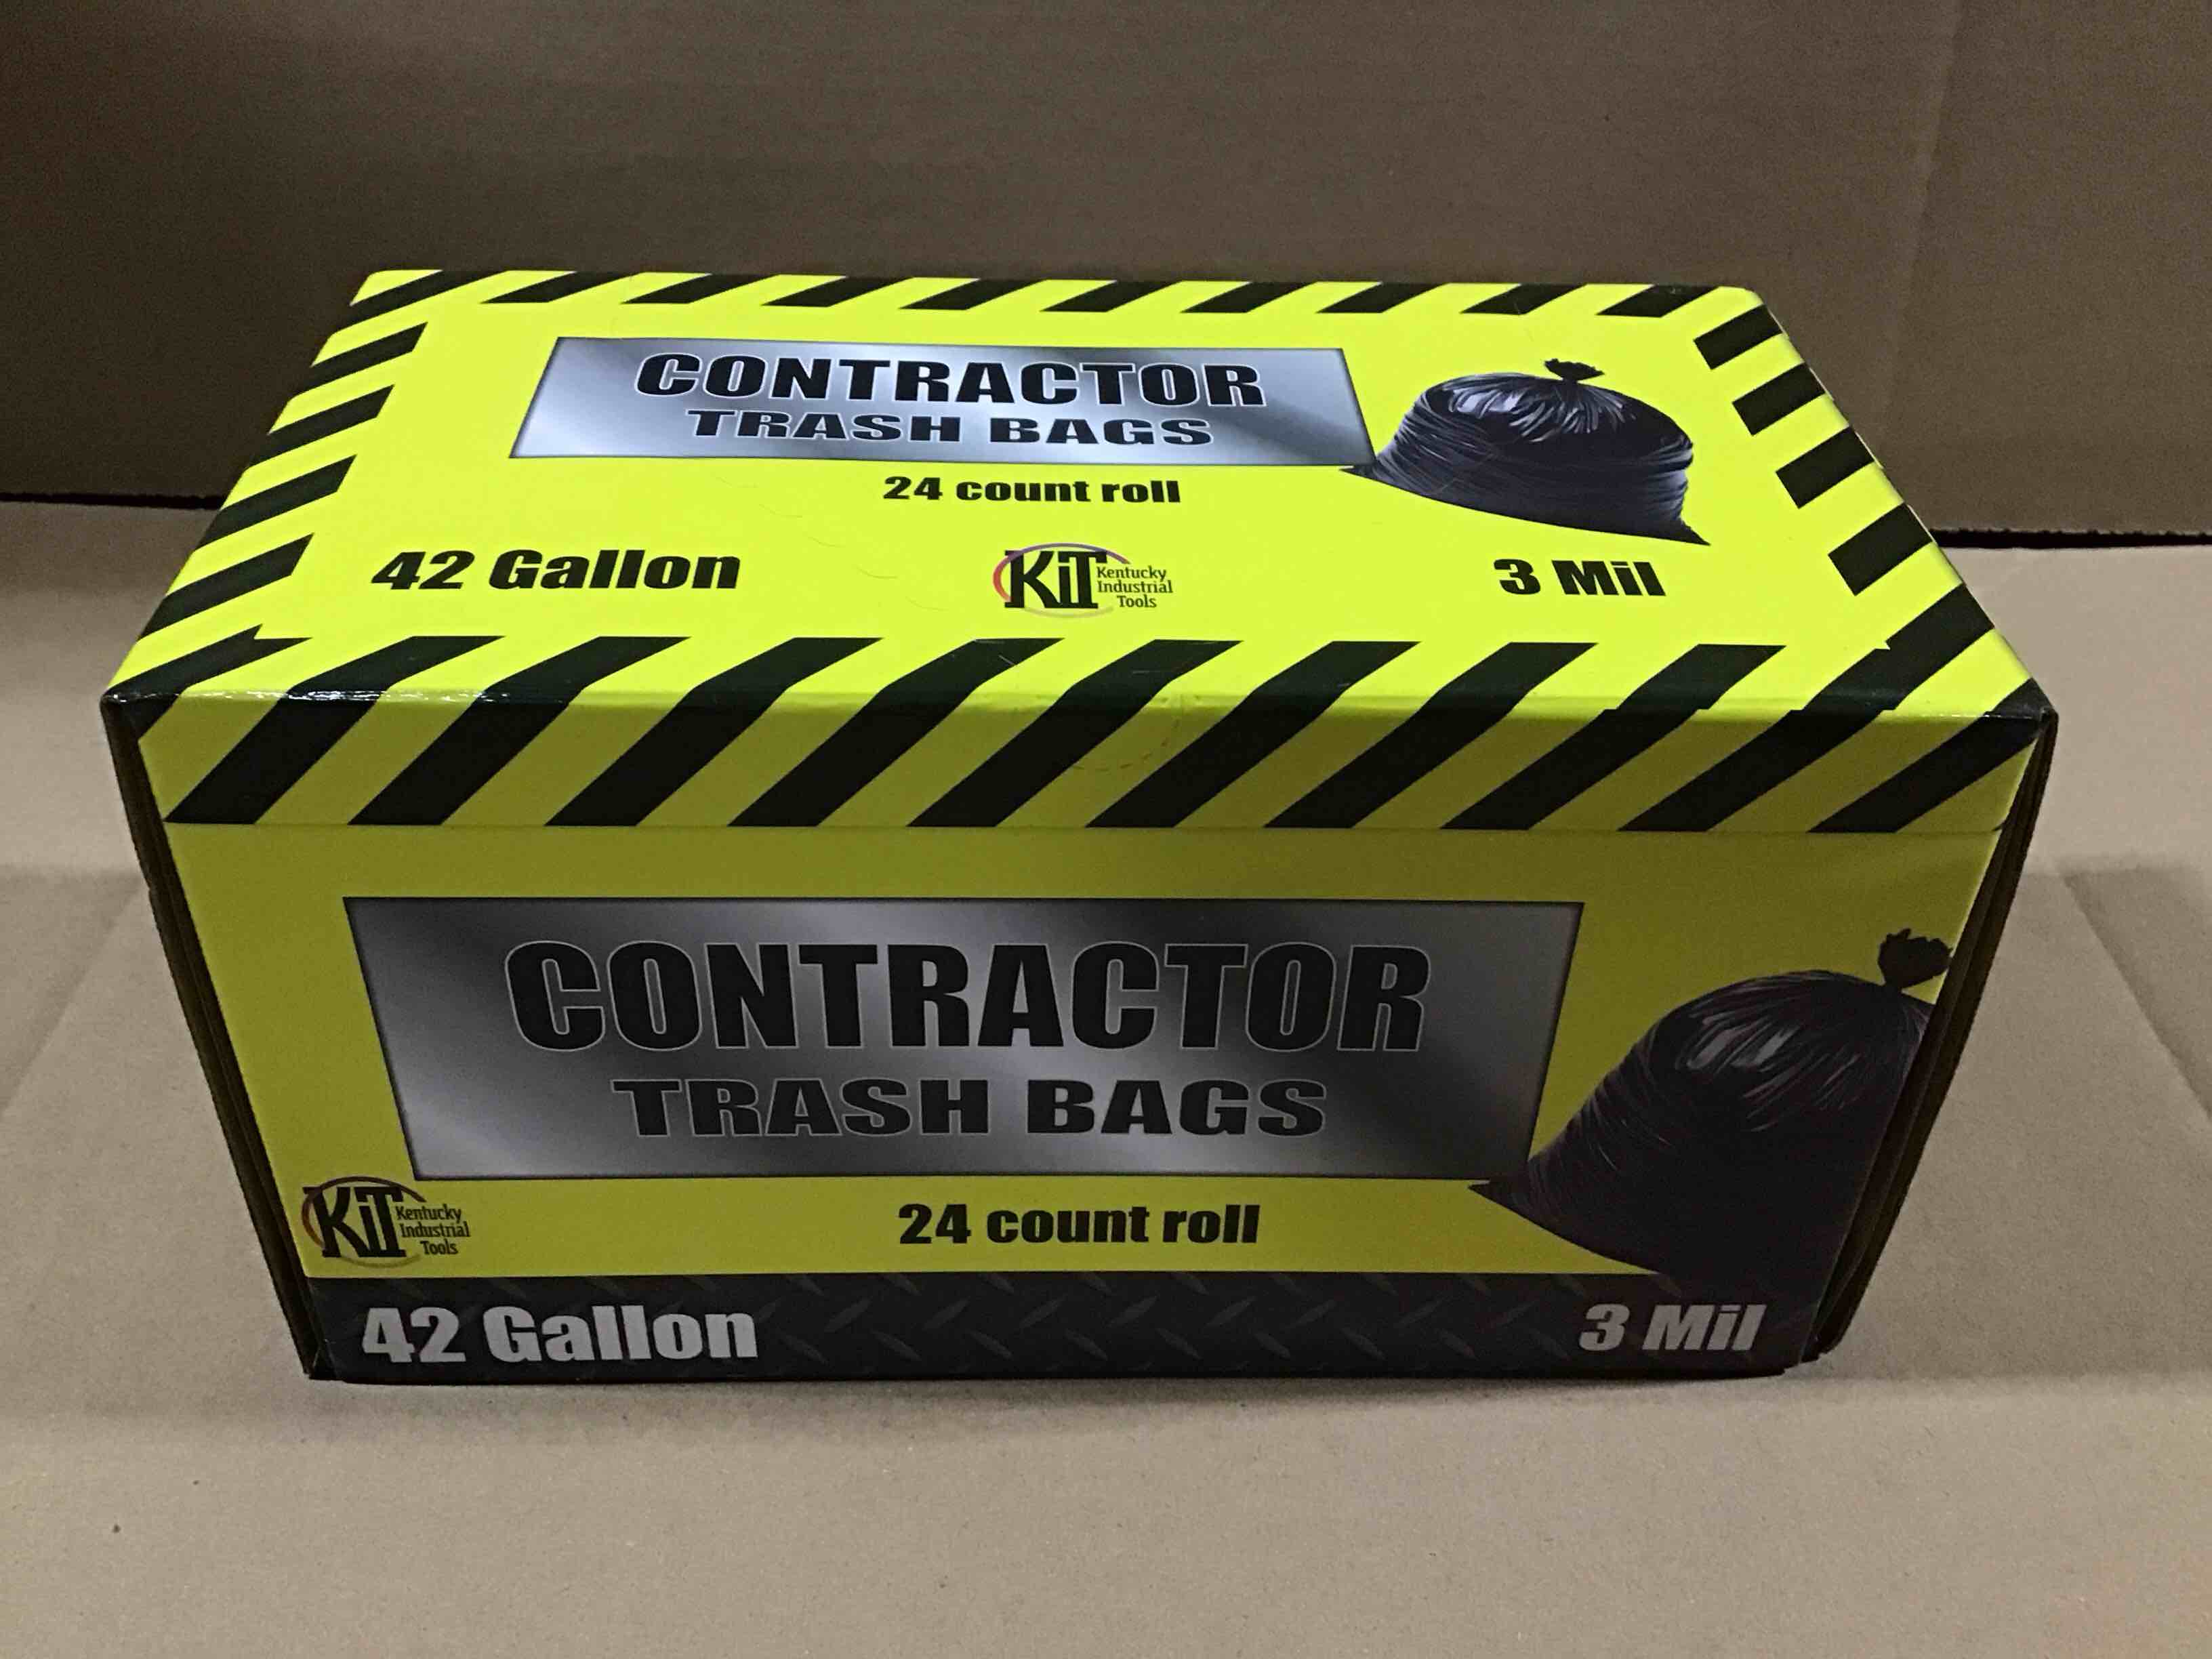 CONTRACTOR
TRASH BAGS
24 count roll
42 Gallon
KIT
Kentucky
Industrial
Tools
3 Mil
CONTRACTOR
TRASH BAGS
KIT
Kentucky
Industrial
Tools
24 count roll
42 Gallon
3 Mil